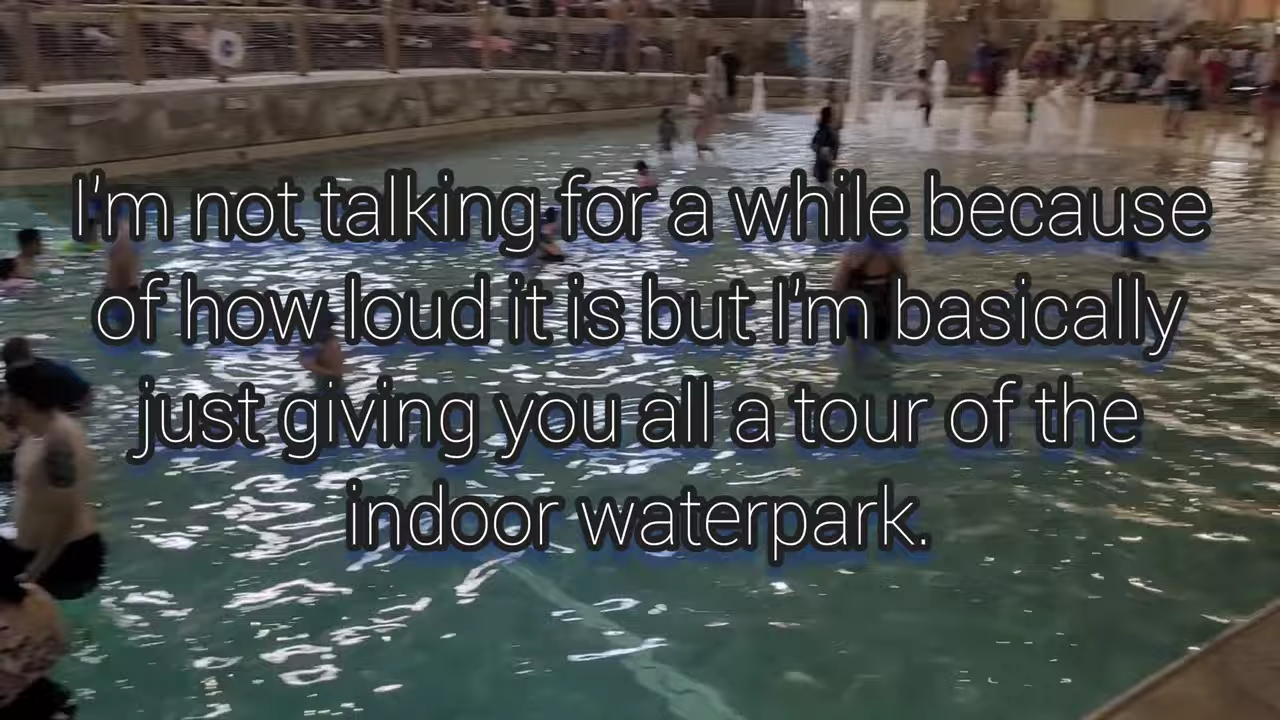 I'm not talking for a while because
of how loud it is but I'm basically
just giving you all a tour of the
indoor waterpark.